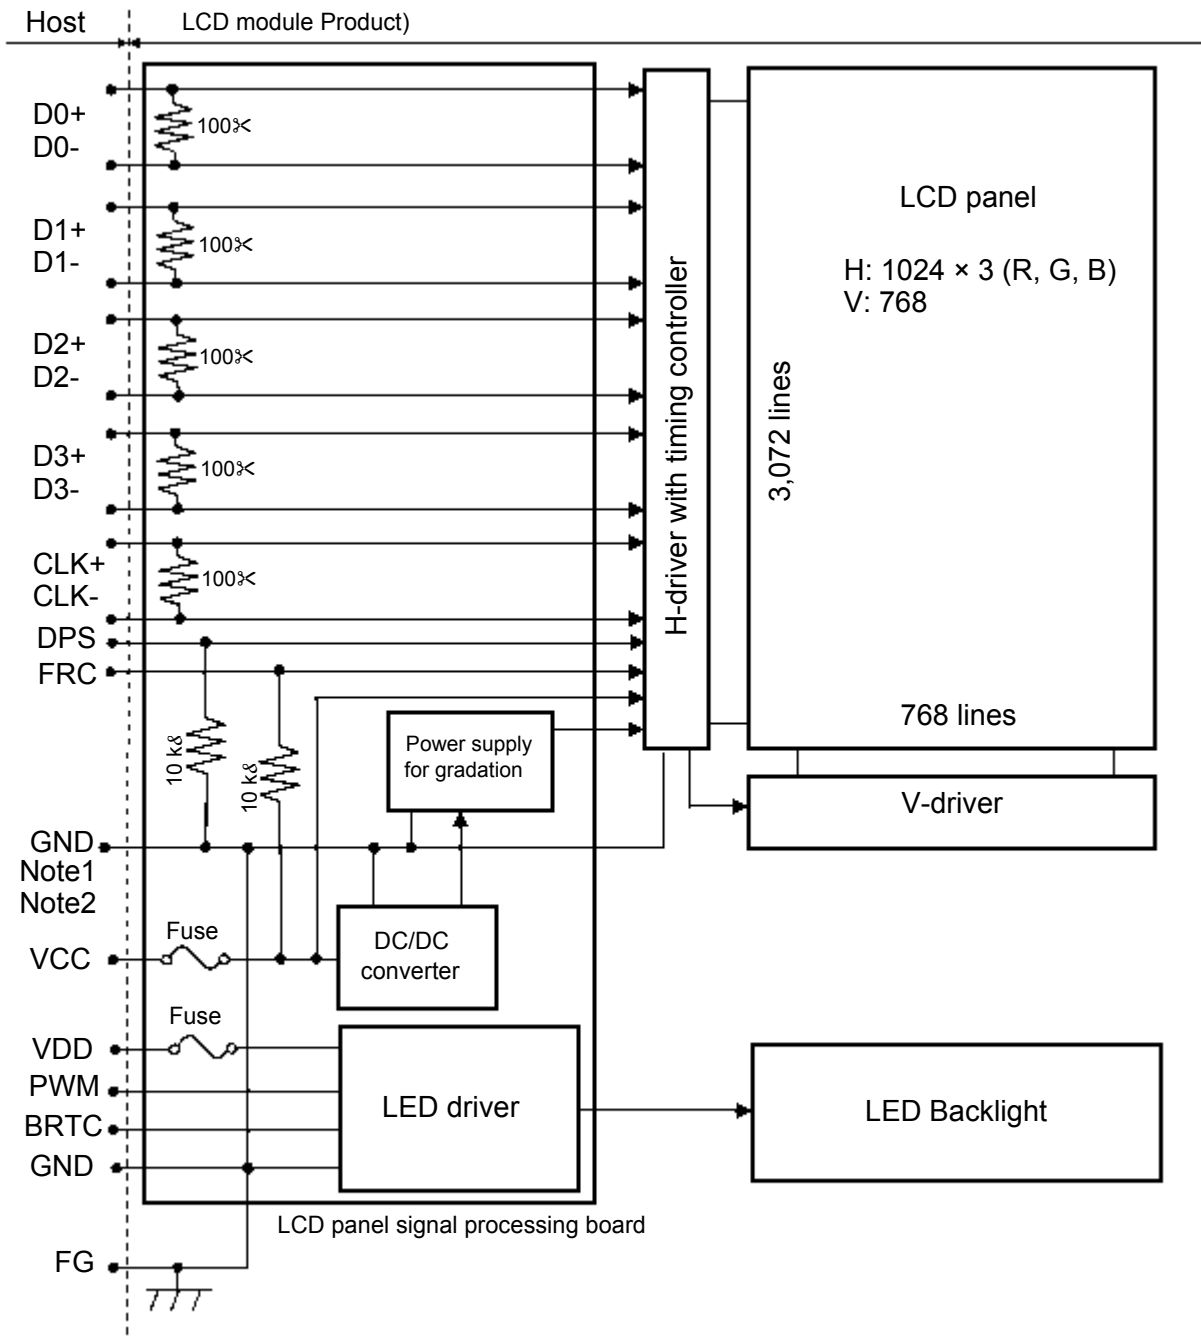 Host
LCD module Product)
D0+
D0-
100✂
D1+
D1-
100✂
D2+
D2-
100✂
D3+
D3-
100✂
CLK+
CLK-
100✂
DPS
FRC
10 k&
10 k&
H-driver with timing controller
LCD panel
H: 1024 × 3 (R, G, B)
V: 768
3,072 lines
768 lines
Power supply
for gradation
V-driver
GND
Note1
Note2
Fuse
VCC
DC/DC
converter
Fuse
VDD
PWM
BRTC
GND
LED driver
LED Backlight
LCD panel signal processing board
FG